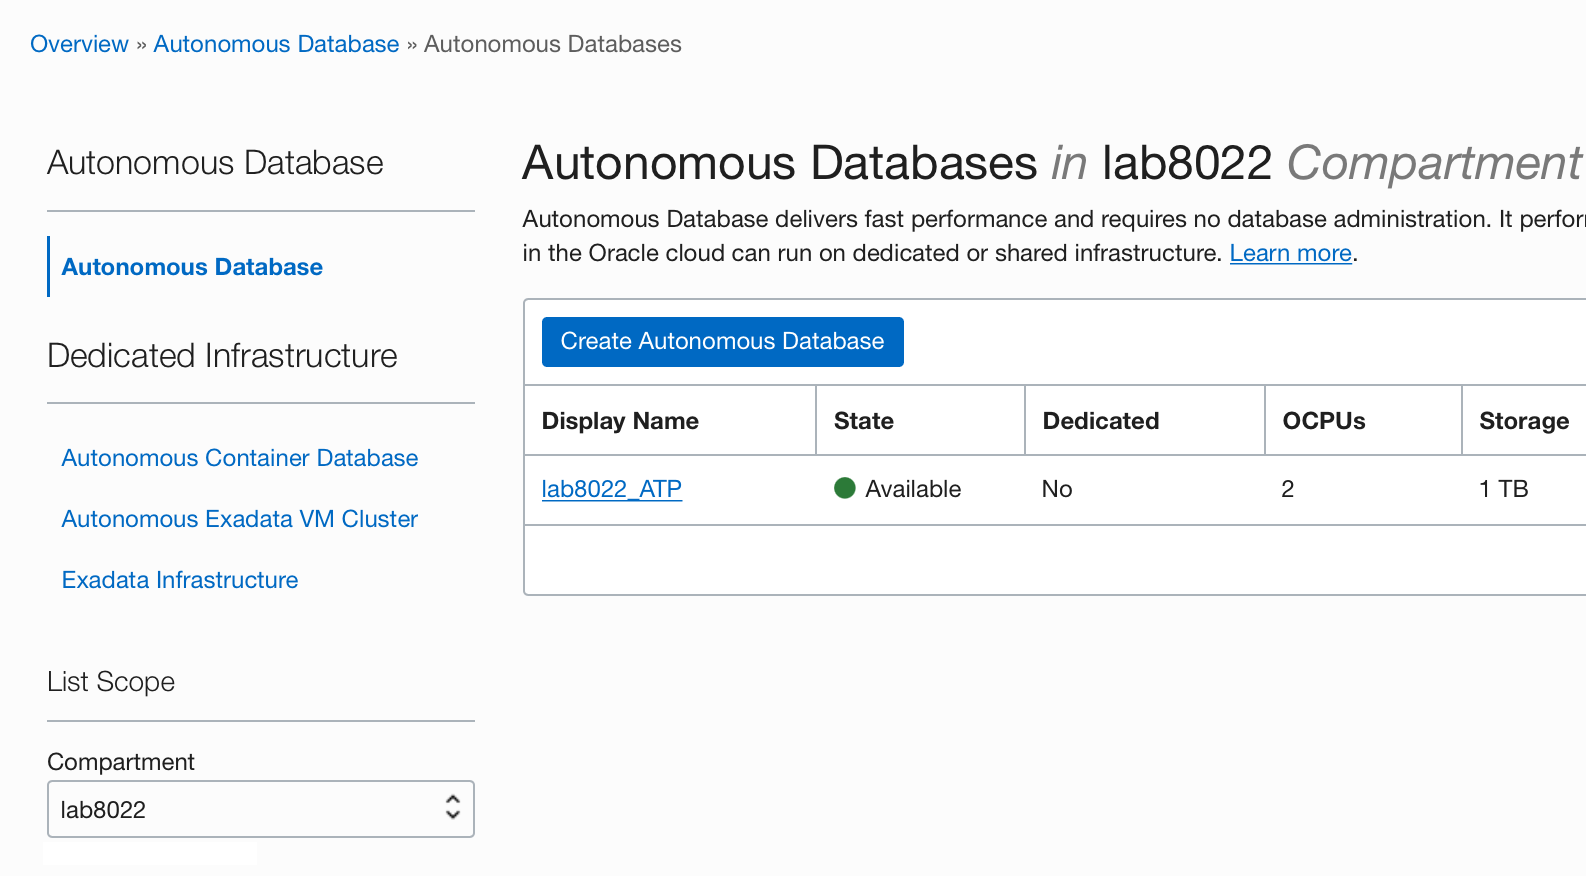 Overview » Autonomous Database » Autonomous Databases
Autonomous Database
Autonomous Database
Dedicated Infrastructure
Autonomous Container Database
Autonomous Exadata VM Cluster
Exadata Infrastructure
List Scope
Compartment
lab8022
Autonomous Databases in lab8022 Compartment
Autonomous Database delivers fast performance and requires no database administration. It perfor
in the Oracle cloud can run on dedicated or shared infrastructure. Learn more.
Create Autonomous Database
Display Name State Dedicated OCPUs Storage
lab8022_ATP Available No 2 1 TB